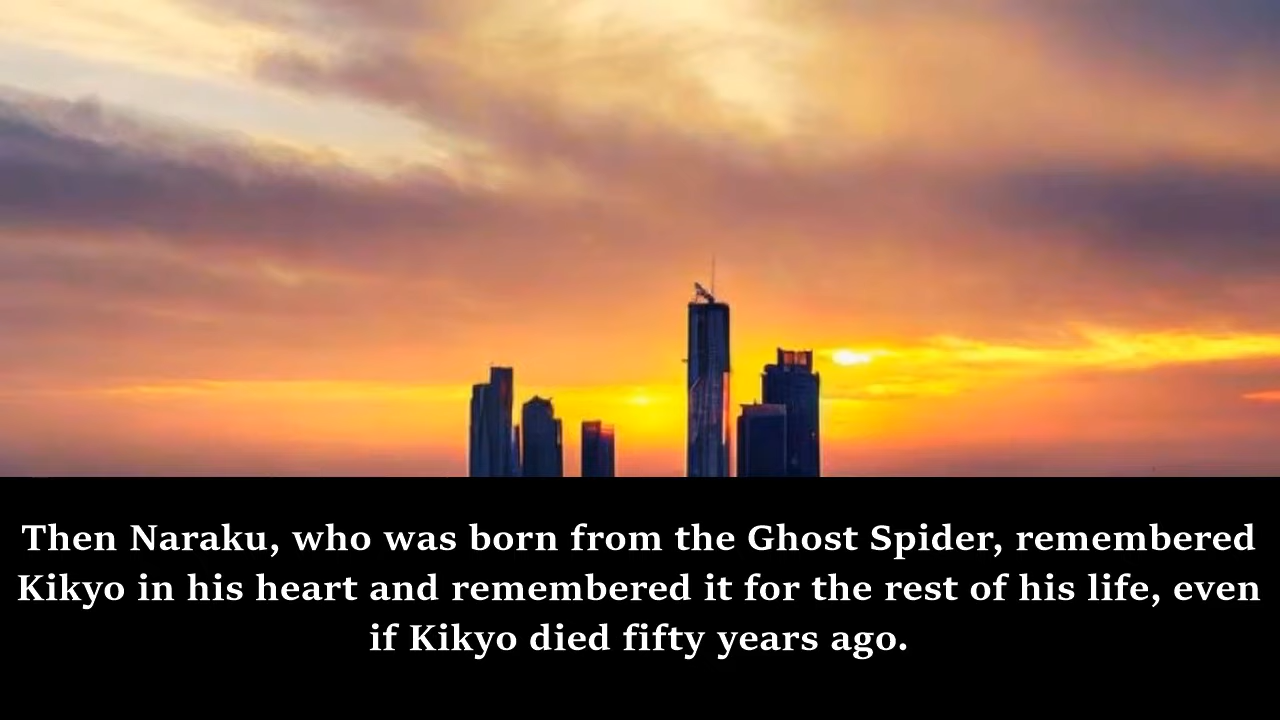 Then Naraku, who was born from the Ghost Spider, remembered
Kikyo in his heart and remembered it for the rest of his life, even
if Kikyo died fifty years ago.